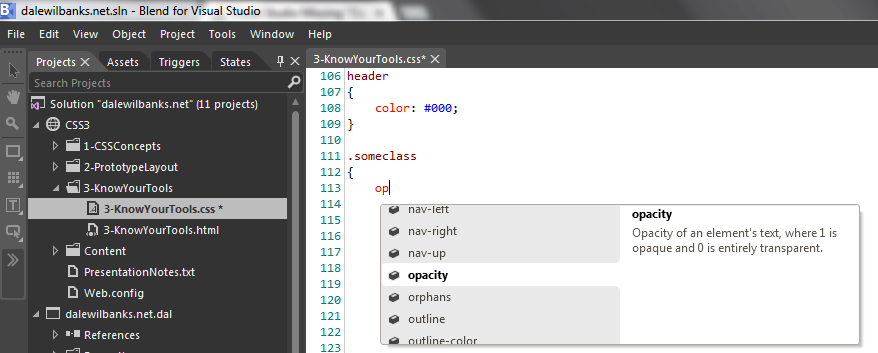 dalewilbanks.net.sln - Blend for Visual Studio
File Edit View Object Project Tools Window Help
Projects Assets Triggers States
Search Projects
Solution "dalewilbanks.net" (11 projects)
CSS3
1-CSSConcepts
2-PrototypeLayout
3-KnowYourTools
3-KnowYourTools.css *
3-KnowYourTools.html
Content
PresentationNotes.txt
Web.config
dalewilbanks.net.dal
References
3-KnowYourTools.css*
106 header
107 {
108 color: #000;
109 }
110
111 .someclass
112 {
113 op
114
115
116
117
118
119
120
121
122
123
nav-left
nav-right
nav-up
opacity
orphans
outline
outline-color
opacity
Opacity of an element's text, where 1 is
opaque and 0 is entirely transparent.